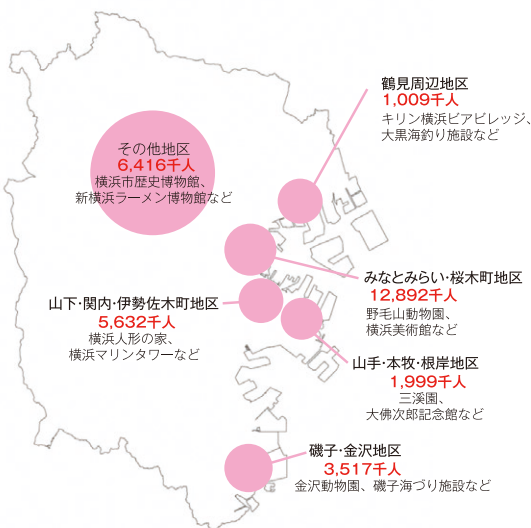 鶴見周辺地区
1,009千人
キリン横浜ビアビレッジ、
大黒海釣り施設など
その他地区
6,416千人
横浜市歴史博物館、
新横浜ラーメン博物館など
みなとみらい・桜木町地区
12,892千人
野毛山動物園、
横浜美術館など
山下・関内・伊勢佐木町地区
5,632千人
横浜人形の家、
横浜マリンタワーなど
山手・本牧・根岸地区
1,999千人
三溪園、
大佛次郎記念館など
磯子・金沢地区
3,517千人
金沢動物園、磯子海づり施設など